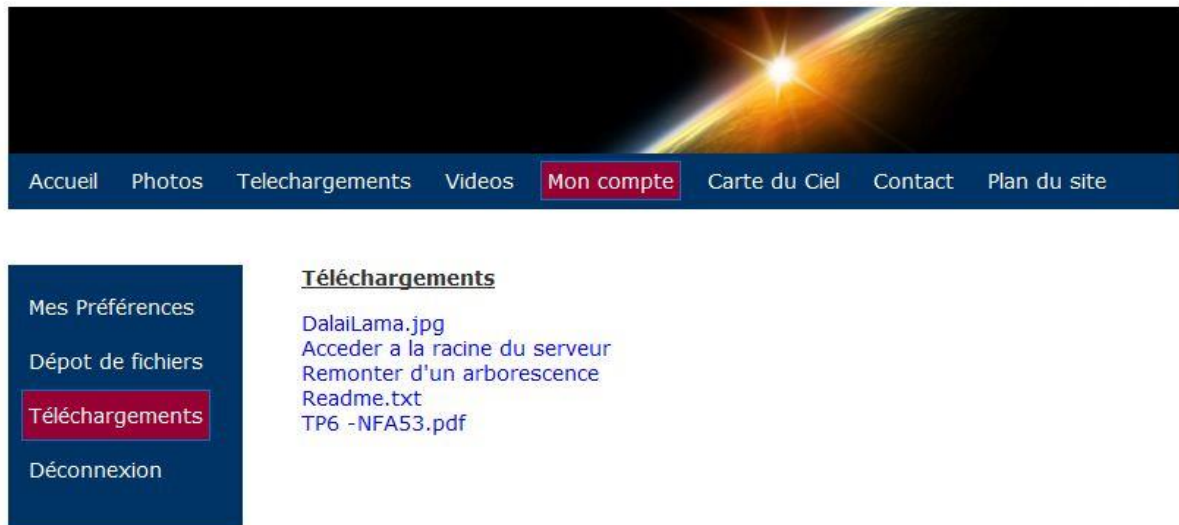 Accueil Photos Telechargements Videos Mon compte Carte du Ciel Contact Plan du site
Mes Préférences
Dépot de fichiers
Téléchargements
Déconnexion
Téléchargements
DalaiLama.jpg
Acceder a la racine du serveur
Remonter d'un arborescence
Readme.txt
TP6 -NFA53.pdf